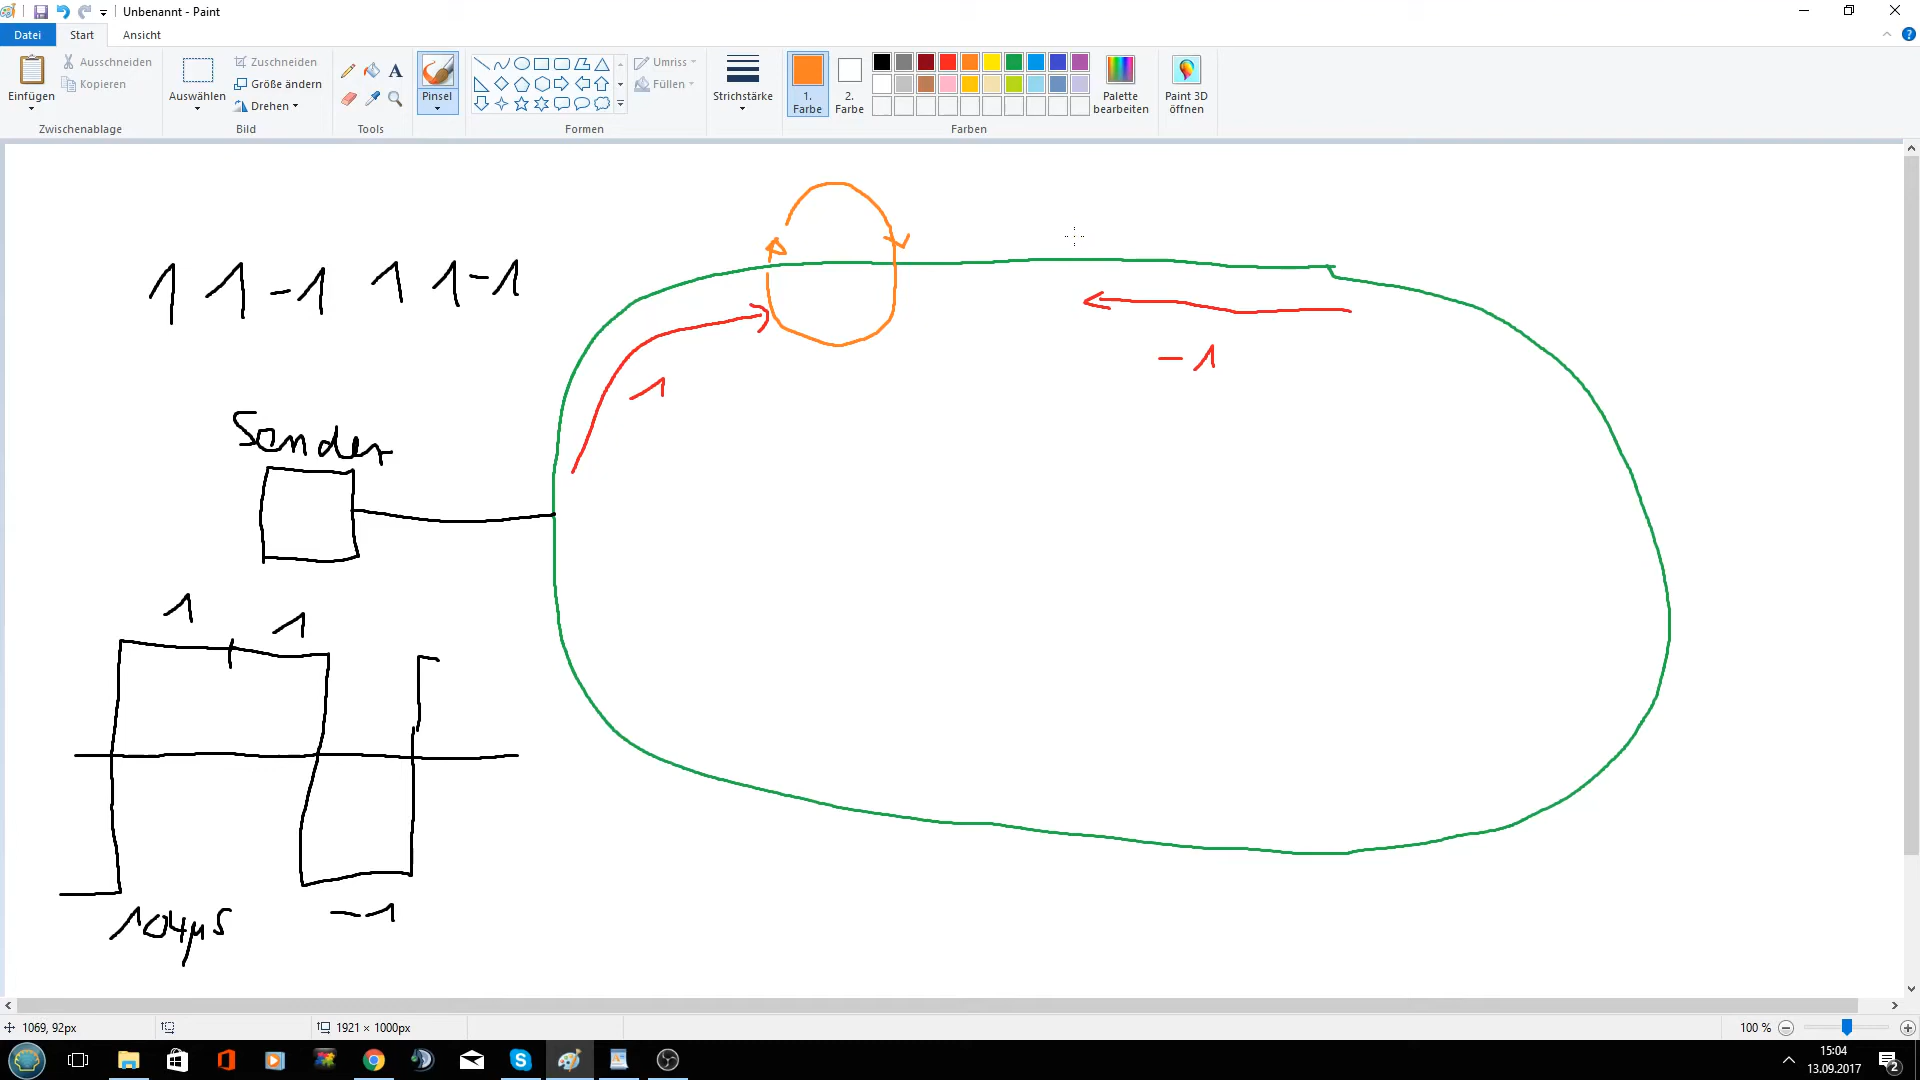 Unbenannt - Paint
Datei Start Ansicht
Einfügen
Ausschneiden
Kopieren
Zwischenablage
Auswählen
Zuschneiden
Größe ändern
Drehen
Bild
A
Tools
Pinsel
Formen
Umriss
Füllen
Strichstärke
1. Farbe
2. Farbe
Farben
Palette bearbeiten
Paint 3D öffnen
1 1 -1 1 1 -1
1
-1
Sender
1 1
104µs -1
1069, 92px
1921 × 1000px
100 %
15:04
13.09.2017
2